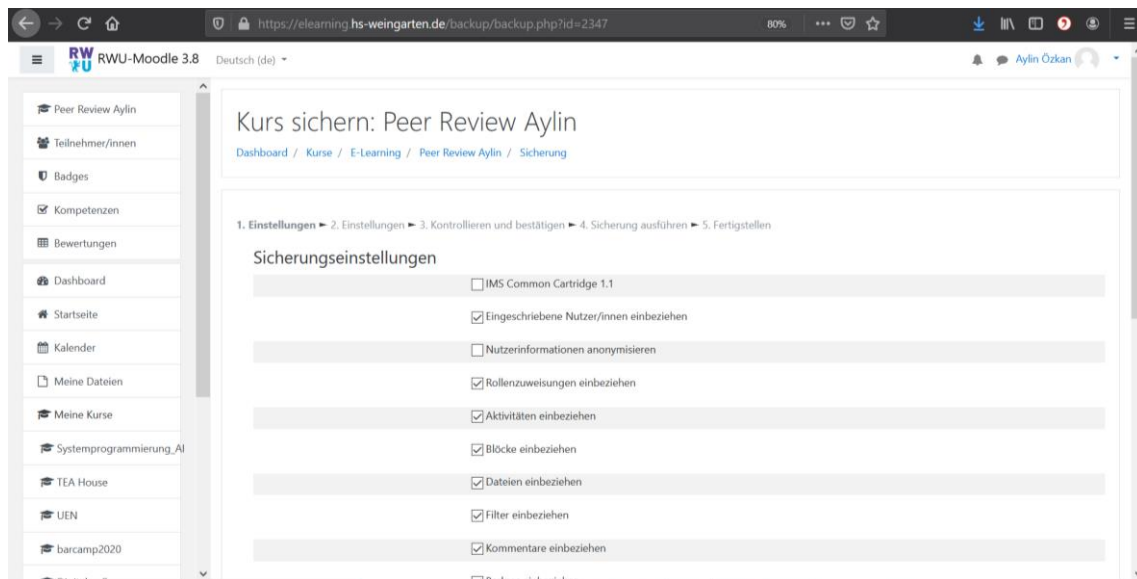 https://elearning.hs-weingarten.de/backup/backup.php?id=2347
80%
RWU RWU-Moodle 3.8
Deutsch (de)
Aylin Özkan
Peer Review Aylin
Teilnehmer/innen
Badges
Kompetenzen
Bewertungen
Dashboard
Startseite
Kalender
Meine Dateien
Meine Kurse
Systemprogrammierung_AI
TEA House
UEN
barcamp2020
Kurs sichern: Peer Review Aylin
Dashboard / Kurse / E-Learning / Peer Review Aylin / Sicherung
1. Einstellungen ► 2. Einstellungen ► 3. Kontrollieren und bestätigen ► 4. Sicherung ausführen ► 5. Fertigstellen
Sicherungseinstellungen
IMS Common Cartridge 1.1
Eingeschriebene Nutzer/innen einbeziehen
Nutzerinformationen anonymisieren
Rollenzuweisungen einbeziehen
Aktivitäten einbeziehen
Blöcke einbeziehen
Dateien einbeziehen
Filter einbeziehen
Kommentare einbeziehen